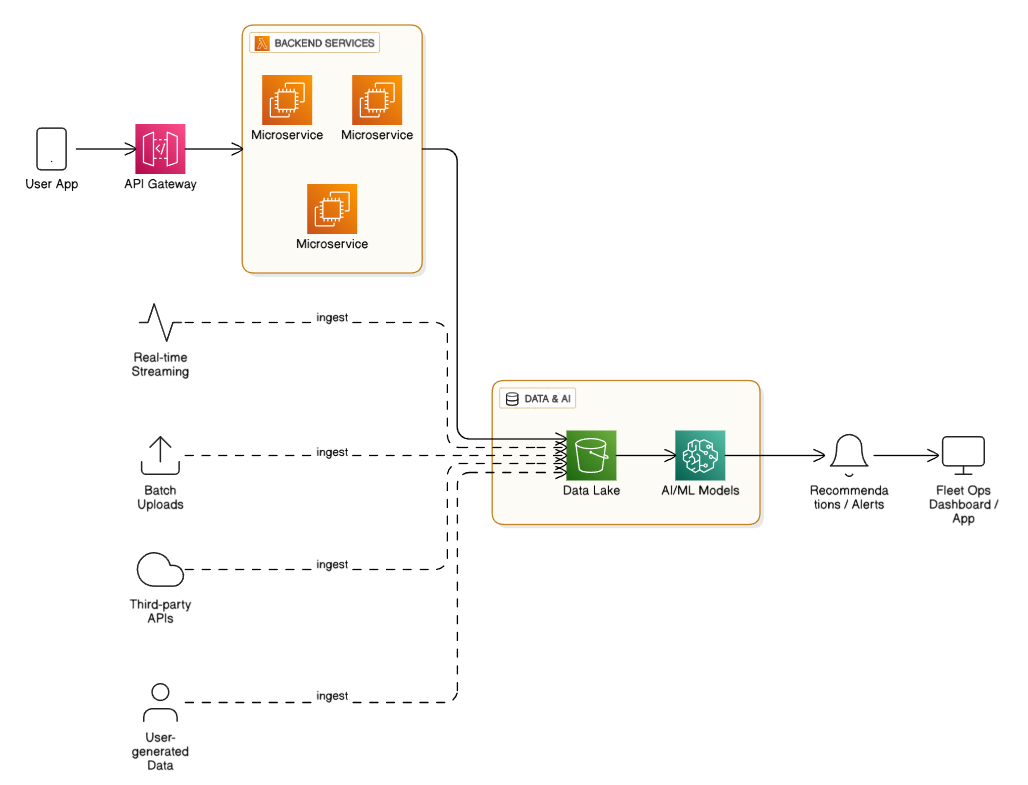 BACKEND SERVICES
Microservice
Microservice
User App
API Gateway
Microservice
ingest
Real-time
Streaming
DATA & AI
ingest
Batch
Uploads
Data Lake
AI/ML Models
Recommenda
tions / Alerts
Fleet Ops
Dashboard /
App
ingest
Third-party
APIs
ingest
User-
generated
Data